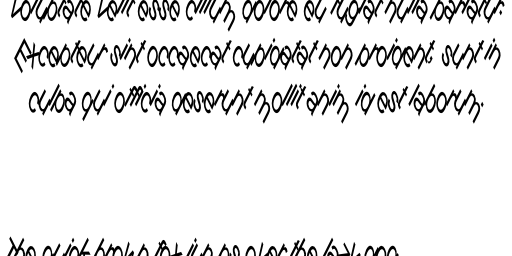 voluptate velit esse cillum dolore eu fugiat nulla pariatur.
Excepteur sint occaecat cupidatat non proident, sunt in
culpa qui officia deserunt mollit anim id est laborum.
The quick brown fox jumps over the lazy dog